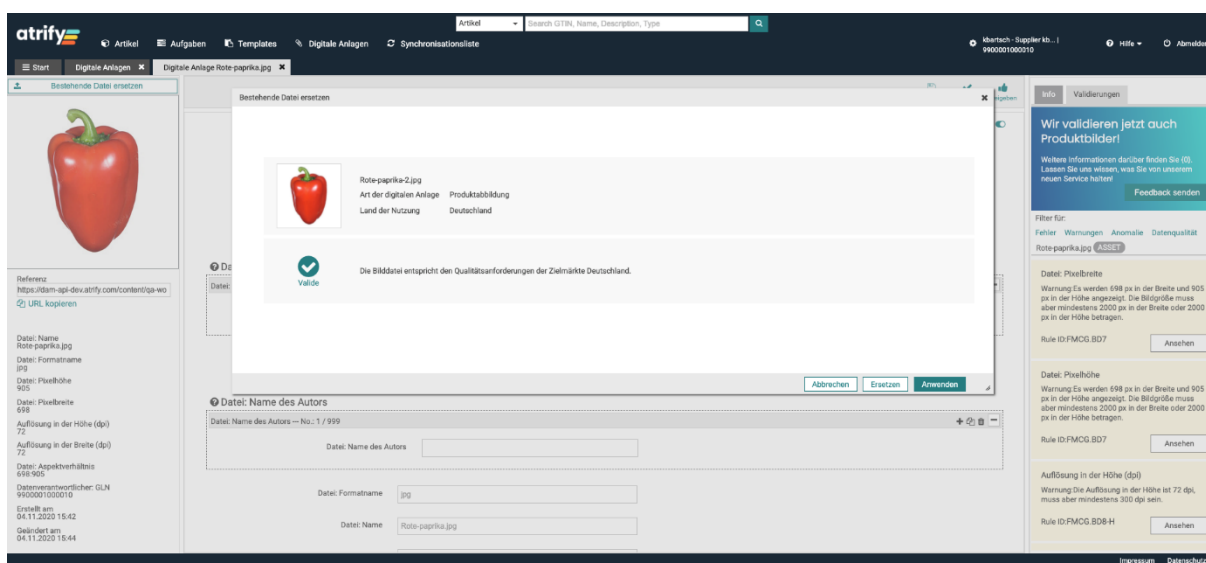 atrify
Artikel
Search GTIN, Name, Description, Type
Artikel
Aufgaben
Templates
Digitale Anlagen
Synchronisationsliste
kbartsch - Supplier kb... |
9900001000010
Hilfe
Abmelden
Start
Digitale Anlagen
Digitale Anlage Rote-paprika.jpg
Bestehende Datei ersetzen
Referenz
https://dam-api-dev.atrify.com/content/qa-wo
URL kopieren
Datei: Name
Rote-paprika.jpg
Datei: Formatname
jpg
Datei: Pixelhöhe
905
Datei: Pixelbreite
698
Auflösung in der Höhe (dpi)
72
Auflösung in der Breite (dpi)
72
Datei: Aspektverhältnis
698:905
Datenverantwortlicher: GLN
9900001000010
Erstellt am
04.11.2020 15:42
Geändert am
04.11.2020 15:44
Bestehende Datei ersetzen
Rote-paprika-2.jpg
Art der digitalen Anlage Produktabbildung
Land der Nutzung Deutschland
Valide
Die Bilddatei entspricht den Qualitätsanforderungen der Zielmärkte Deutschland.
Abbrechen
Ersetzen
Anwenden
Datei: Name des Autors
Datei: Name des Autors — No.: 1 / 999
Datei: Name des Autors
Datei: Formatname
jpg
Datei: Name
Rote-paprika.jpg
Info
Validierungen
Wir validieren jetzt auch
Produktbilder!
Weitere Informationen darüber finden Sie (0).
Lassen Sie uns wissen, was Sie von unserem
neuen Service halten!
Feedback senden
Filter für:
Fehler Warnungen Anomalie Datenqualität
Rote-paprika.jpg ASSET
Datei: Pixelbreite
Warnung:Es werden 698 px in der Breite und 905
px in der Höhe angezeigt. Die Bildgröße muss
aber mindestens 2000 px in der Breite oder 2000
px in der Höhe betragen.
Rule ID:FMCG.BD7
Ansehen
Datei: Pixelhöhe
Warnung:Es werden 698 px in der Breite und 905
px in der Höhe angezeigt. Die Bildgröße muss
aber mindestens 2000 px in der Breite oder 2000
px in der Höhe betragen.
Rule ID:FMCG.BD7
Ansehen
Auflösung in der Höhe (dpi)
Warnung:Die Auflösung in der Höhe ist 72 dpi,
muss aber mindestens 300 dpi sein.
Rule ID:FMCG.BD8-H
Ansehen
Impressum